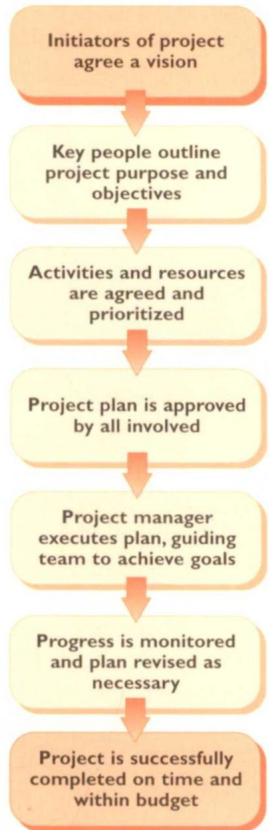 Initiators of project
agree a vision
Key people outline
project purpose and
objectives
Activities and resources
are agreed and
prioritized
Project plan is approved
by all involved
Project manager
executes plan, guiding
team to achieve goals
Progress is monitored
and plan revised as
necessary
Project is successfully
completed on time and
within budget